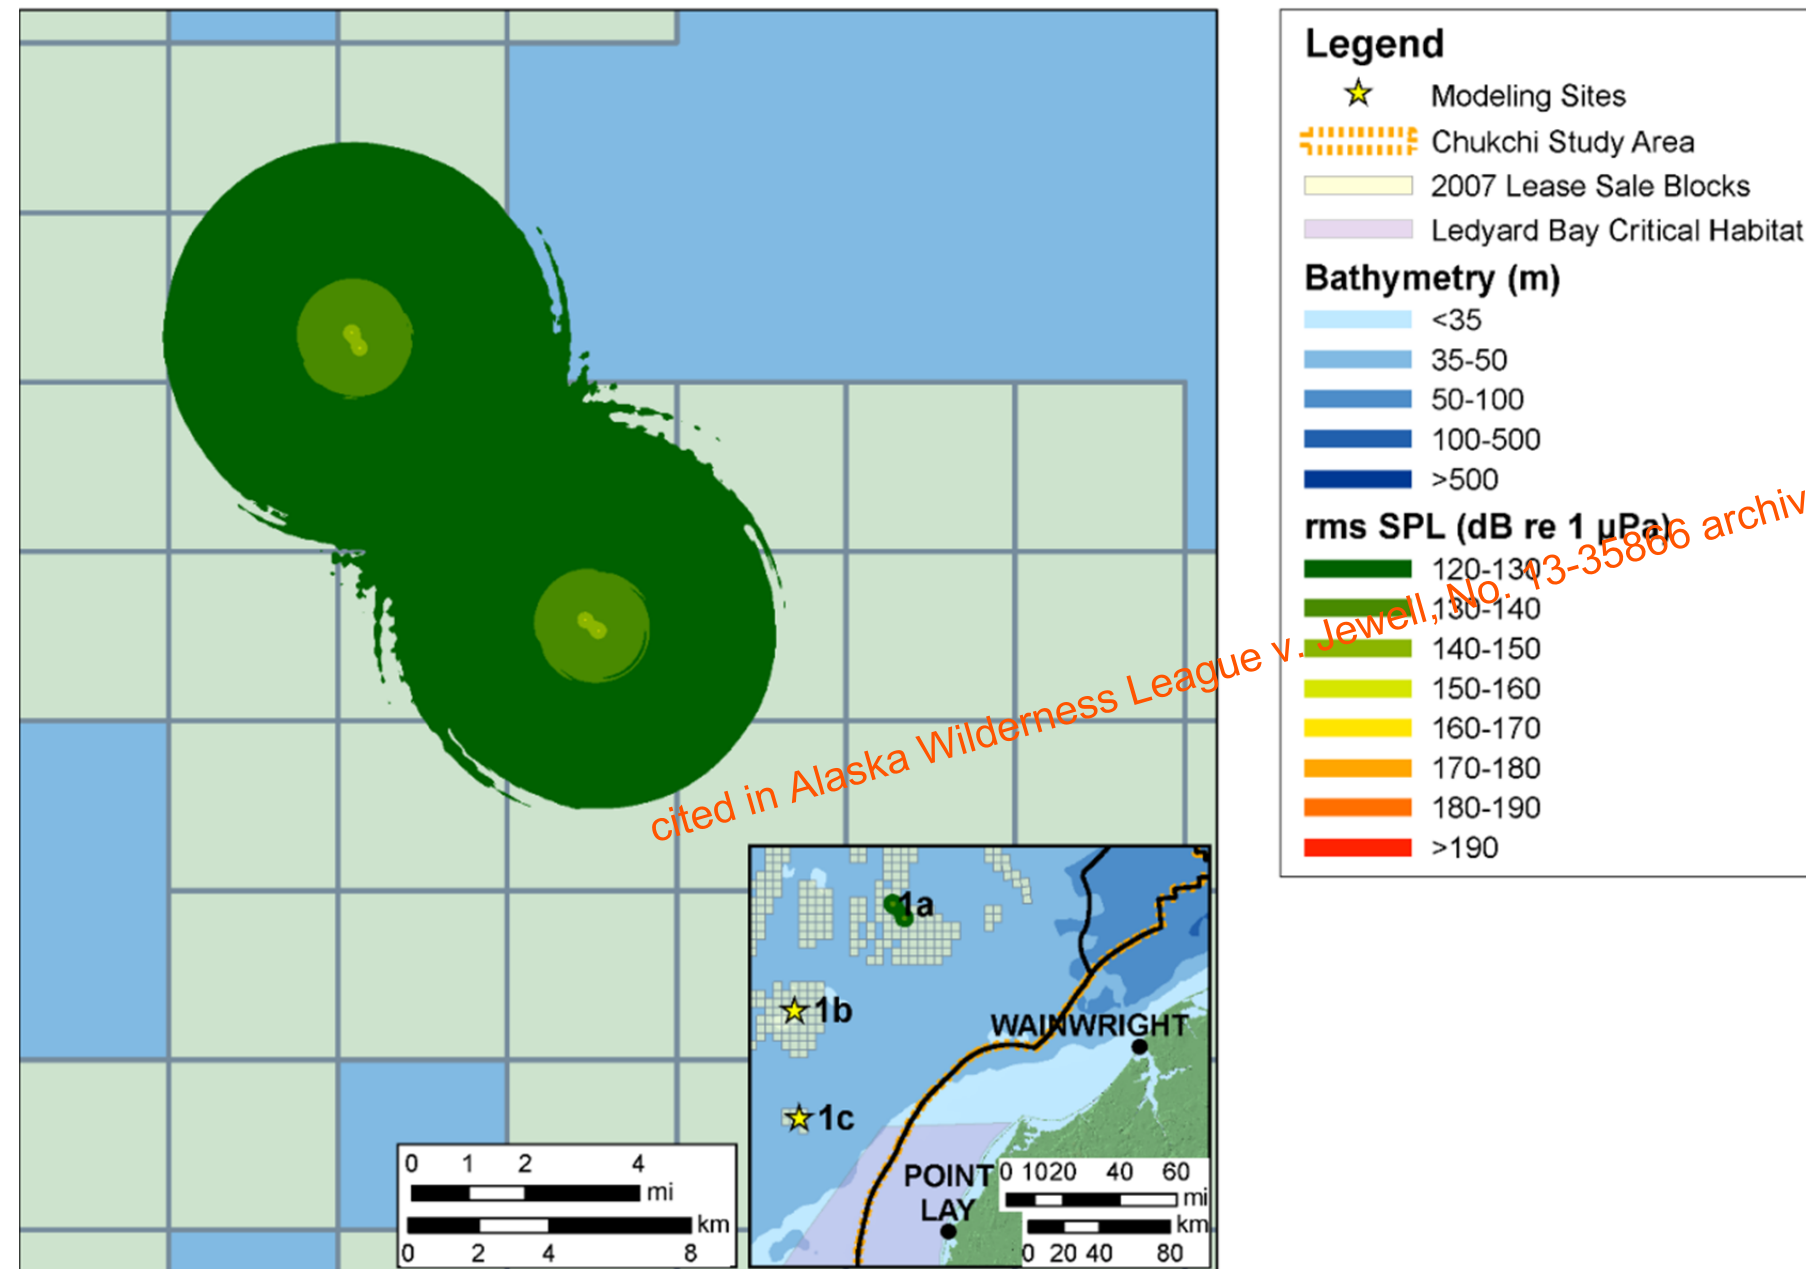 Legend
Modeling Sites
Chukchi Study Area
2007 Lease Sale Blocks
Ledyard Bay Critical Habitat
Bathymetry (m)
<35
35-50
50-100
100-500
>500
rms SPL (dB re 1 µPa)
120-130
130-140
140-150
150-160
160-170
170-180
180-190
>190
cited in Alaska Wilderness League v. Jewell, No. 13-35866 archiv
1a
1b
1c
WAINWRIGHT
POINT
LAY
0 1 2 4
mi
km
0 2 4 8
0 10 20 40 60
mi
km
0 20 40 80